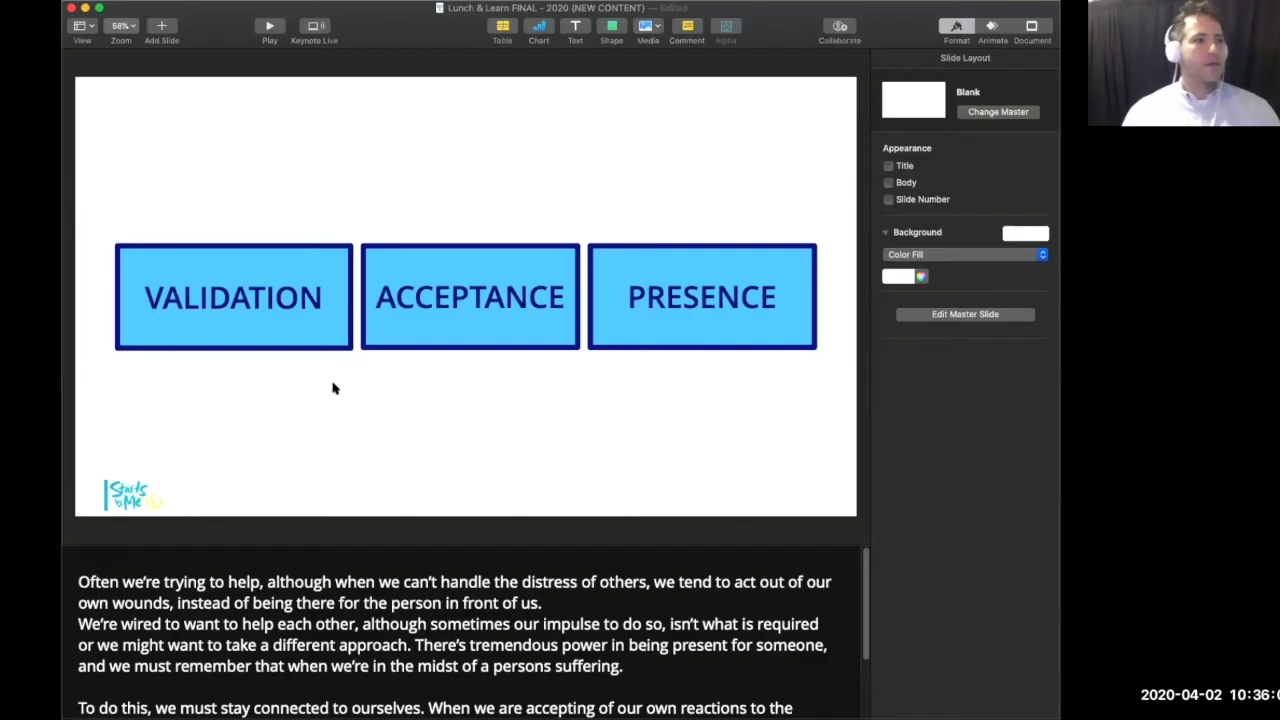 Lunch & Learn FINAL - 2020 (NEW CONTENT) — Edited
58%
View Zoom Add Slide Play Keynote Live Table Chart Text Shape Media Comment Alpha Collaborate Format Animate Document
Slide Layout
Blank
Change Master
Appearance
Title
Body
Slide Number
Background
Color Fill
Edit Master Slide
VALIDATION ACCEPTANCE PRESENCE
Starts
by Me
Often we're trying to help, although when we can't handle the distress of others, we tend to act out of our
own wounds, instead of being there for the person in front of us.
We're wired to want to help each other, although sometimes our impulse to do so, isn't what is required
or we might want to take a different approach. There's tremendous power in being present for someone,
and we must remember that when we're in the midst of a persons suffering.
To do this, we must stay connected to ourselves. When we are accepting of our own reactions to the
2020-04-02 10:36:0